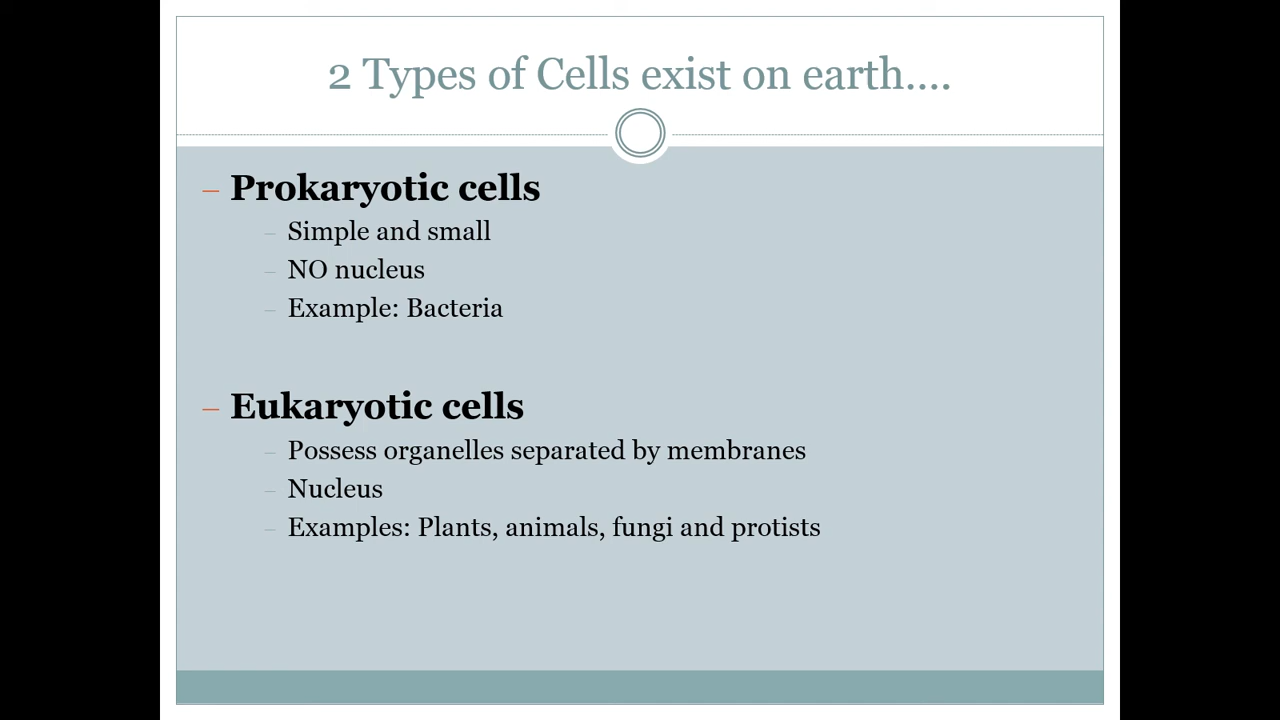 2 Types of Cells exist on earth....
– Prokaryotic cells
– Simple and small
– NO nucleus
– Example: Bacteria
– Eukaryotic cells
– Possess organelles separated by membranes
– Nucleus
– Examples: Plants, animals, fungi and protists